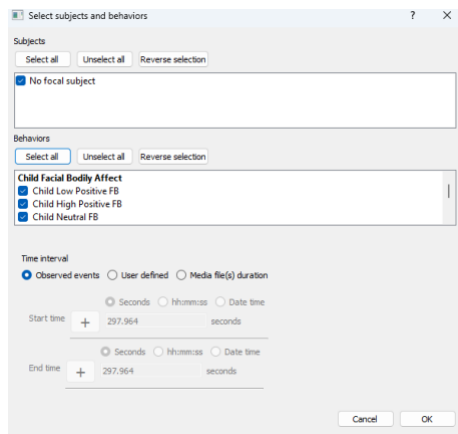 Select subjects and behaviors ? ×
Subjects
Select all Unselect all Reverse selection
No focal subject
Behaviors
Select all Unselect all Reverse selection
Child Facial Bodily Affect
Child Low Positive FB
Child High Positive FB
Child Neutral FB
Time interval
Observed events User defined Media file(s) duration
Seconds hh:mm:ss Date time
Start time + 297.964 seconds
Seconds hh:mm:ss Date time
End time + 297.964 seconds
Cancel OK